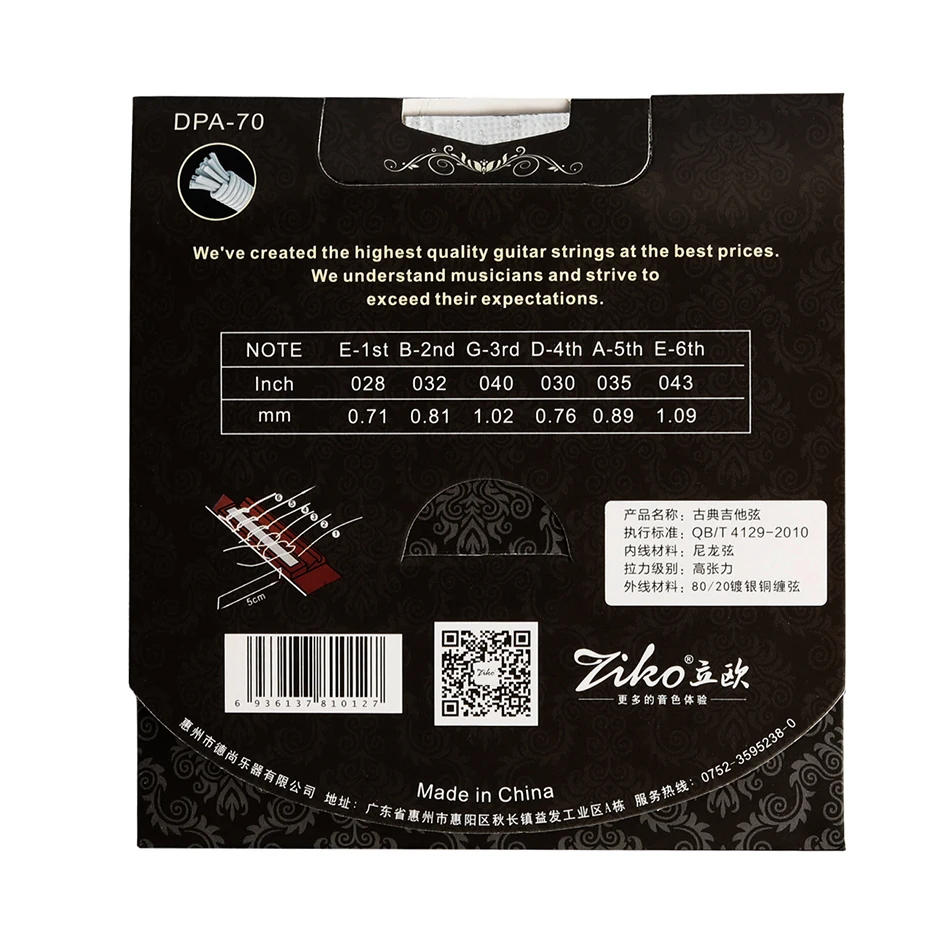 DPA-70
We've created the highest quality guitar strings at the best prices.
We understand musicians and strive to
exceed their expectations.
NOTE E-1st B-2nd G-3rd D-4th A-5th E-6th
Inch 028 032 040 030 035 043
mm 0.71 0.81 1.02 0.76 0.89 1.09
6 5 4 3 2 1
5cm
产品名称：古典吉他弦
执行标准：QB/T 4129-2010
内线材料：尼龙弦
拉力级别：高张力
外线材料：80/20镀银铜缠弦
6 936137 810127
Ziko
Ziko® 立欧
更多的音色体验
Made in China
惠州市德尚乐器有限公司 地址：广东省惠州市惠阳区秋长镇益发工业区A栋 服务热线：0752-3595238-0